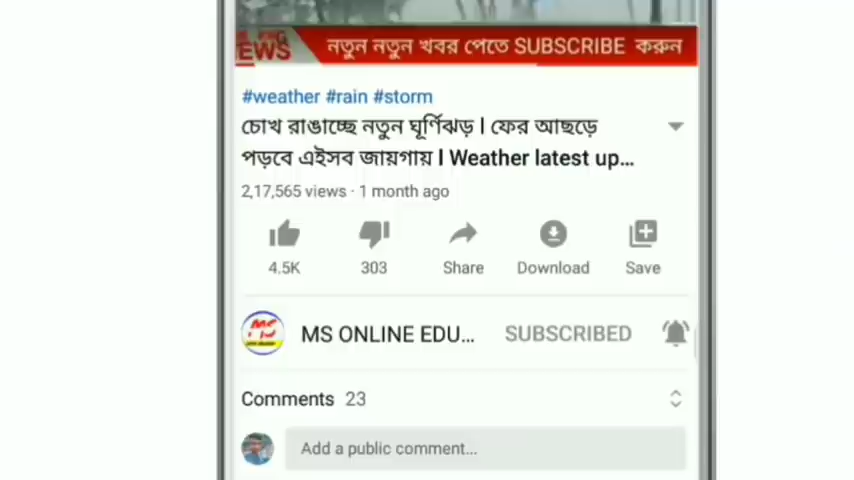 EWS
নতুন নতুন খবর পেতে SUBSCRIBE করুন
#weather #rain #storm
চোখ রাঙাচ্ছে নতুন ঘূর্ণিঝড় l ফের আছড়ে
পড়বে এইসব জায়গায় l Weather latest up...
2,17,565 views · 1 month ago
4.5K 303 Share Download Save
MS
MS ONLINE EDU... SUBSCRIBED
Comments 23
Add a public comment...